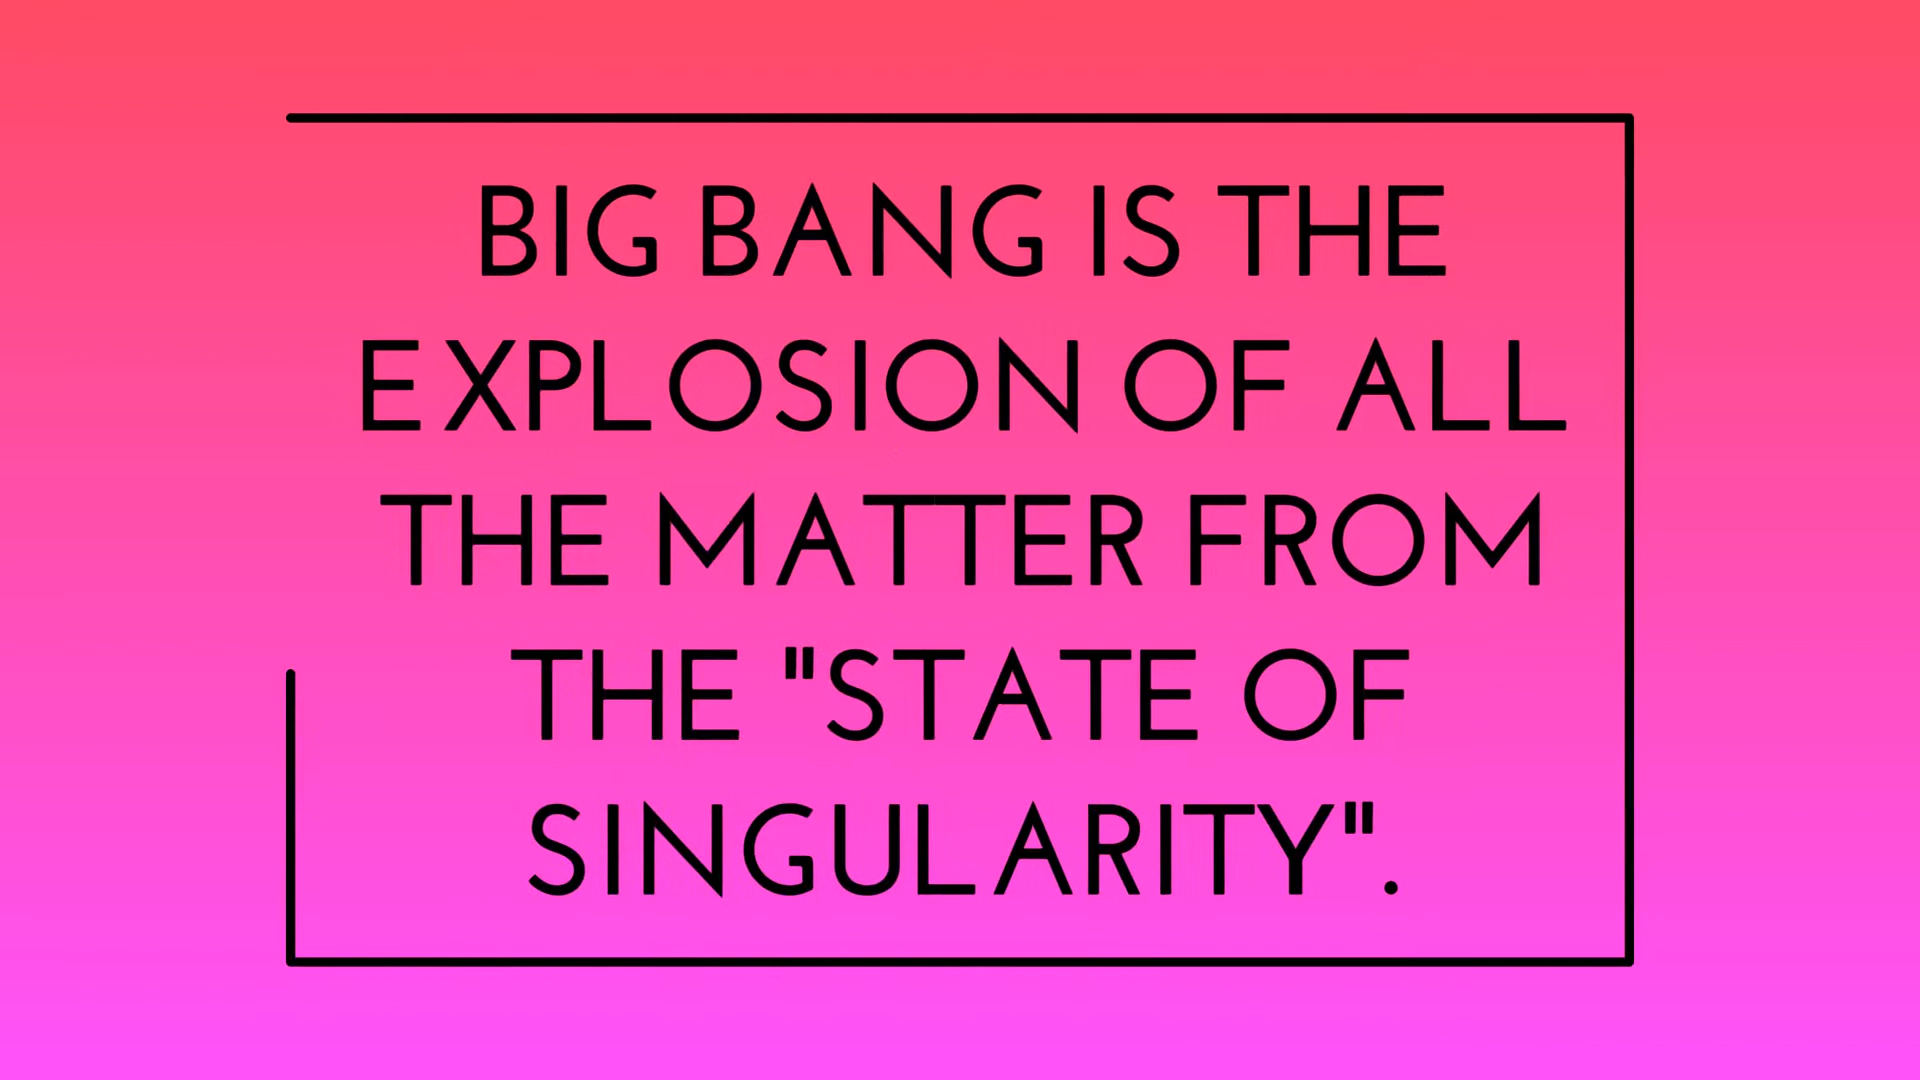 BIG BANG IS THE
EXPLOSION OF ALL
THE MATTER FROM
THE "STATE OF
SINGULARITY".